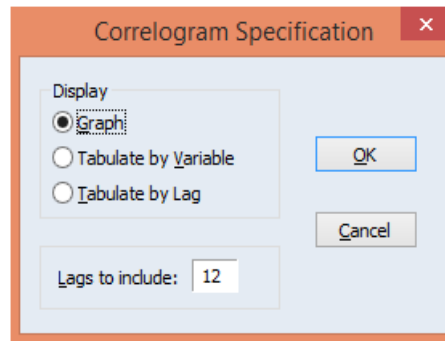 Correlogram Specification
Display
Graph
Tabulate by Variable
Tabulate by Lag
OK
Cancel
Lags to include: 12